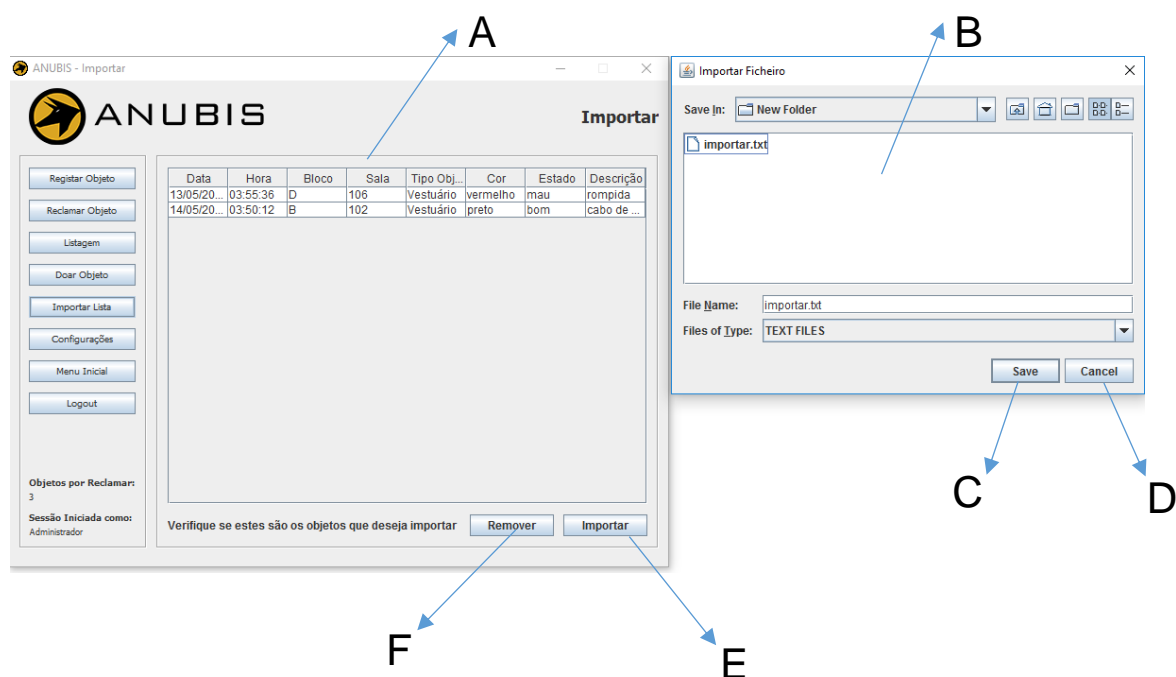 A
B
ANUBIS - Importar
ANUBIS
Importar
Registar Objeto
Reclamar Objeto
Listagem
Doar Objeto
Importar Lista
Configurações
Menu Inicial
Logout
Objetos por Reclamar:
3
Sessão Iniciada como:
Administrador
Data Hora Bloco Sala Tipo Obj... Cor Estado Descrição
13/05/20... 03:55:36 D 106 Vestuário vermelho mau rompida
14/05/20... 03:50:12 B 102 Vestuário preto bom cabo de ...
Verifique se estes são os objetos que deseja importar Remover Importar
Importar Ficheiro
Save In: New Folder
importar.txt
File Name: importar.txt
Files of Type: TEXT FILES
Save Cancel
C
D
F
E